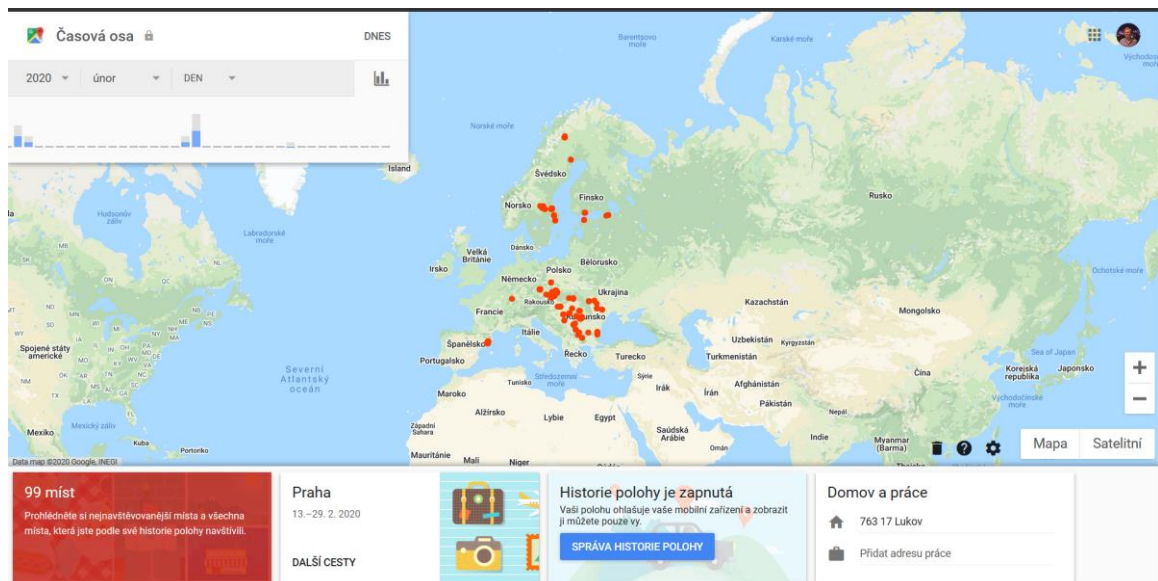 Časová osa
DNES
2020
únor
DEN
Barentsovo
moře
Karské moře
Norské moře
Island
Švédsko
Finsko
Norsko
Rusko
Hudsonův
záliv
Labradorské
moře
Velká
Británie
Dánsko
Irsko
Polsko
Bělorusko
Německo
Ochotské moře
Ukrajina
Rakousko
Francie
Kazachstán
Mongolsko
Itálie
Spojené státy
americké
Španělsko
Portugalsko
Řecko
Turecko
Uzbekistán
Kyrgyzstán
Turkmenistán
Sea of Japan
Severní
Atlantský
oceán
Čína
Korejská
republika
Japonsko
Tunisko
Středozemní
moře
Sýrie
Irák
Írán
Afghánistán
Maroko
Pákistán
Východočínské
moře
Alžírsko
Lybie
Egypt
Nepál
Západní
Sahara
Saúdská
Arábie
Mexiko
Mexický záliv
Kuba
Portoriko
Omán
Indie
Myanmar
(Barma)
Mauritánie
Mali
Niger
Mapa
Satelitní
Data map ©2020 Google, INEGI
99 míst
Prohlédněte si nejnavštěvovanější místa a všechna
místa, která jste podle své historie polohy navštívili.
Praha
13.–29. 2. 2020
DALŠÍ CESTY
Historie polohy je zapnutá
Vaši polohu ohlašuje vaše mobilní zařízení a zobrazit
ji můžete pouze vy.
SPRÁVA HISTORIE POLOHY
Domov a práce
763 17 Lukov
Přidat adresu práce